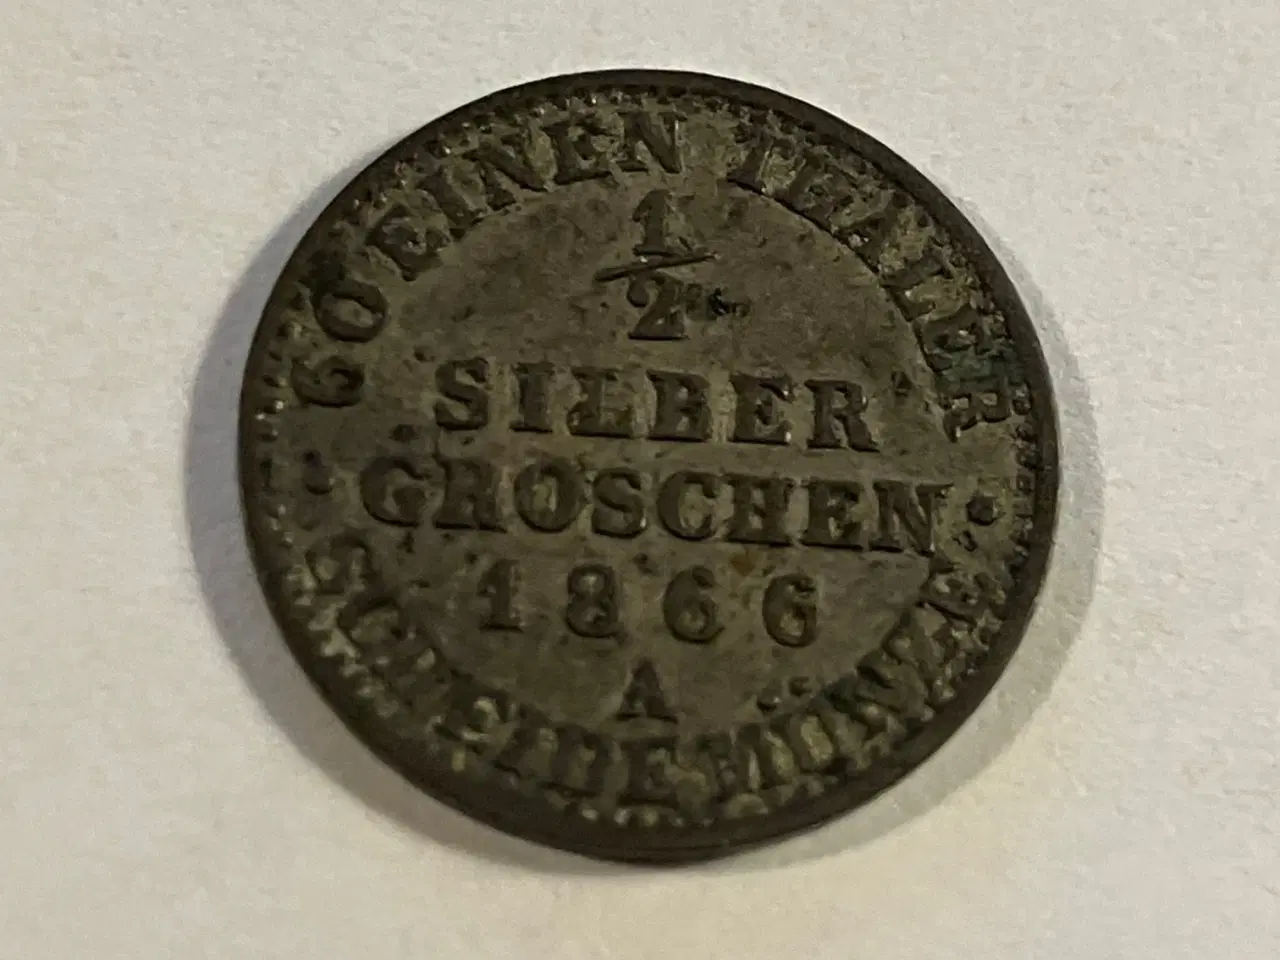 60 EINEN THALER
1/2
SILBER
GROSCHEN
1866
A
SCHEIDEMÜNZE